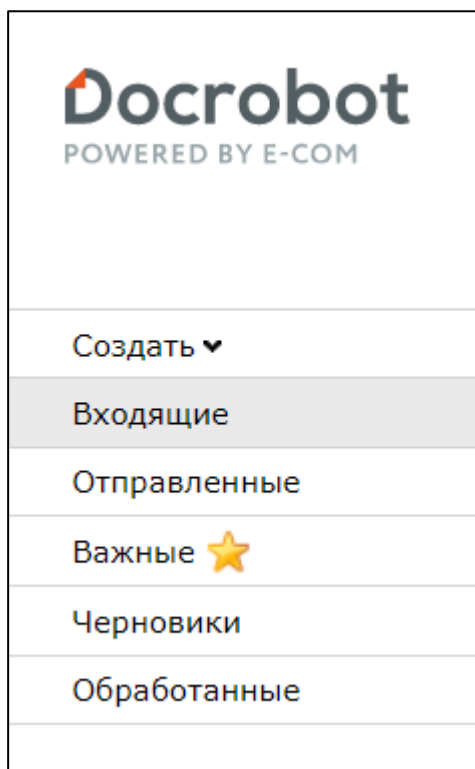 Docrobot
POWERED BY E-COM
Создать
Входящие
Отправленные
Важные
Черновики
Обработанные